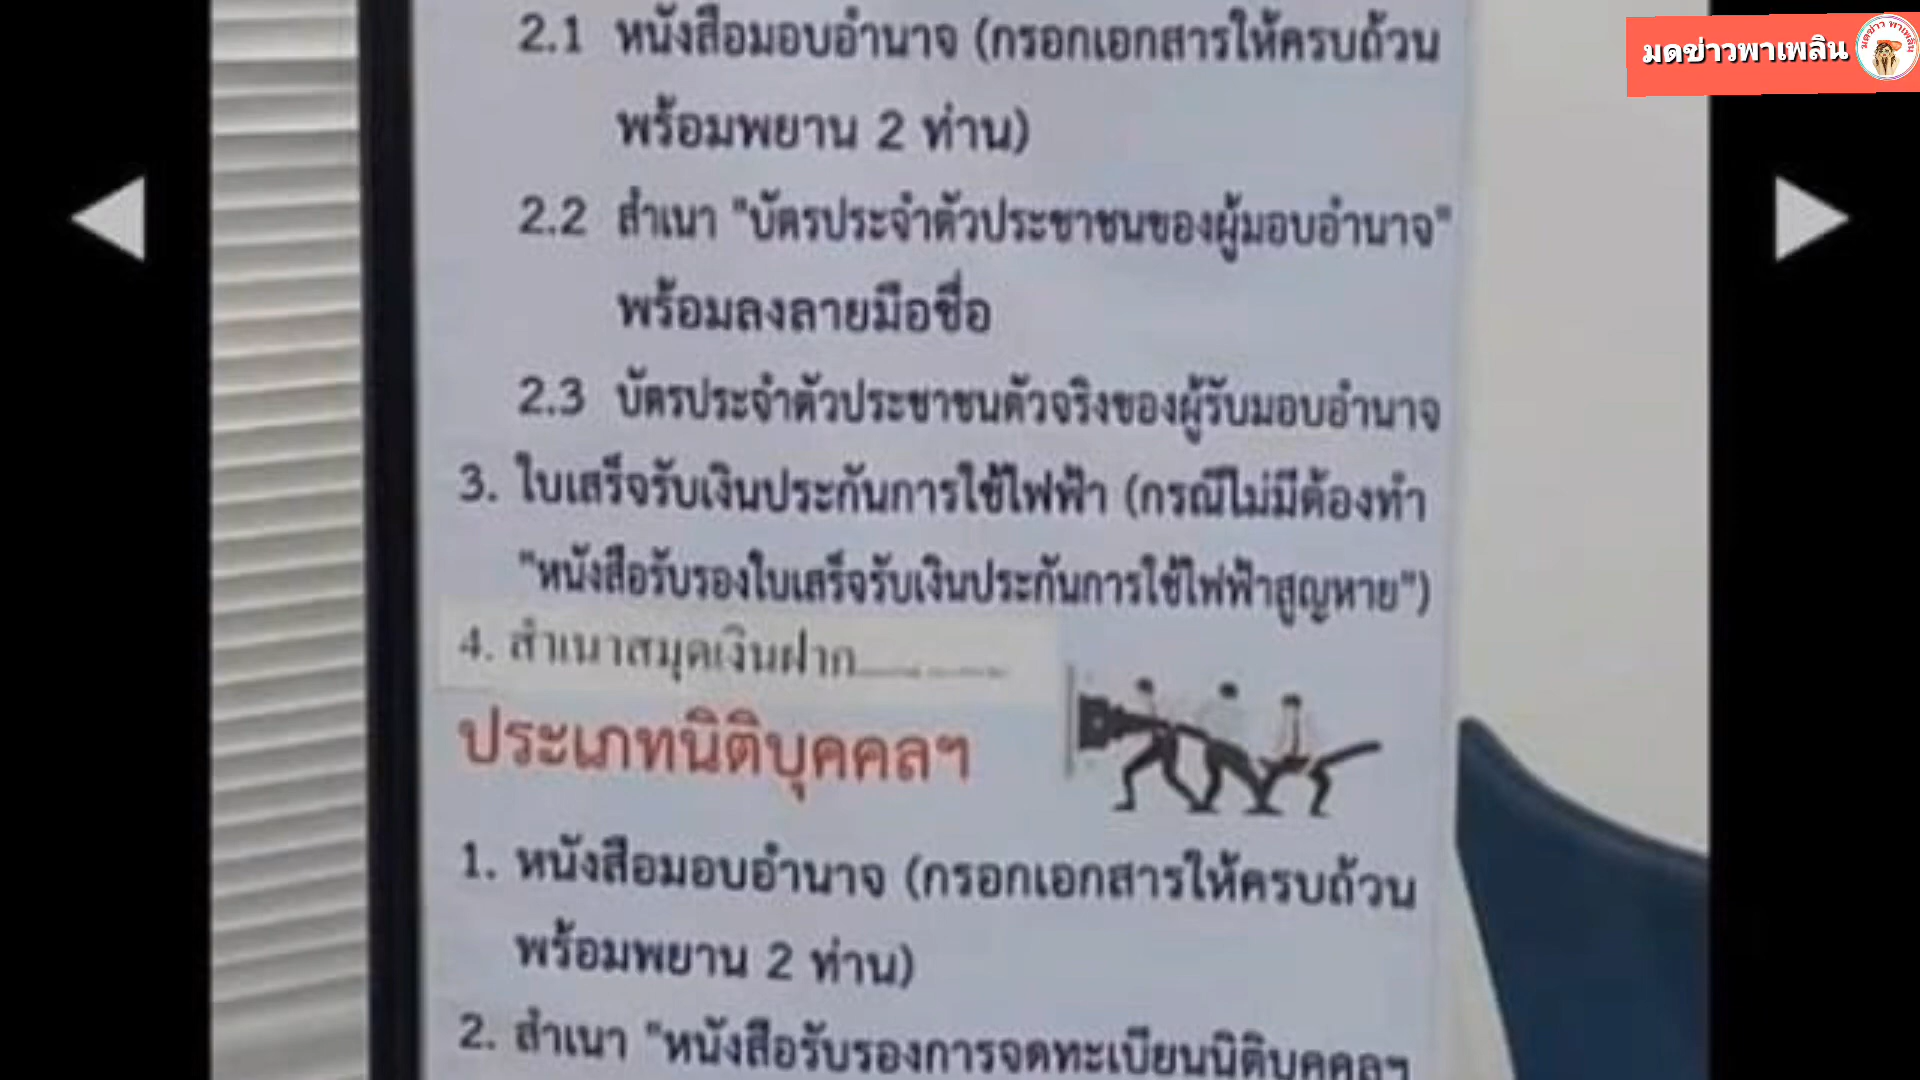 มดข่าวพาเพลิน
มดข่าว พาเพลิน
2.1 หนังสือมอบอำนาจ (กรอกเอกสารให้ครบถ้วน
พร้อมพยาน 2 ท่าน)
2.2 สำเนา "บัตรประจำตัวประชาชนของผู้มอบอำนาจ"
พร้อมลงลายมือชื่อ
2.3 บัตรประจำตัวประชาชนตัวจริงของผู้รับมอบอำนาจ
3. ใบเสร็จรับเงินประกันการใช้ไฟฟ้า (กรณีไม่มีต้องทำ
"หนังสือรับรองใบเสร็จรับเงินประกันการใช้ไฟฟ้าสูญหาย")
4. สำเนาสมุดเงินฝาก
ประเภทนิติบุคคลฯ
1. หนังสือมอบอำนาจ (กรอกเอกสารให้ครบถ้วน
พร้อมพยาน 2 ท่าน)
2. สำเนา "หนังสือรับรองการจดทะเบียนนิติบุคคลฯ